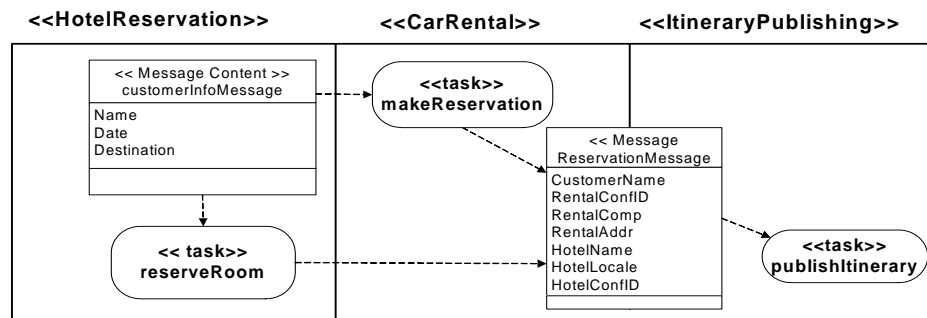 <<HotelReservation>>
<<CarRental>>
<<ItineraryPublishing>>
<< Message Content >>
customerInfoMessage
Name
Date
Destination
<<task>>
makeReservation
<< Message
ReservationMessage
CustomerName
RentalConfID
RentalComp
RentalAddr
HotelName
HotelLocale
HotelConfID
<< task>>
reserveRoom
<<task>>
publishItinerary